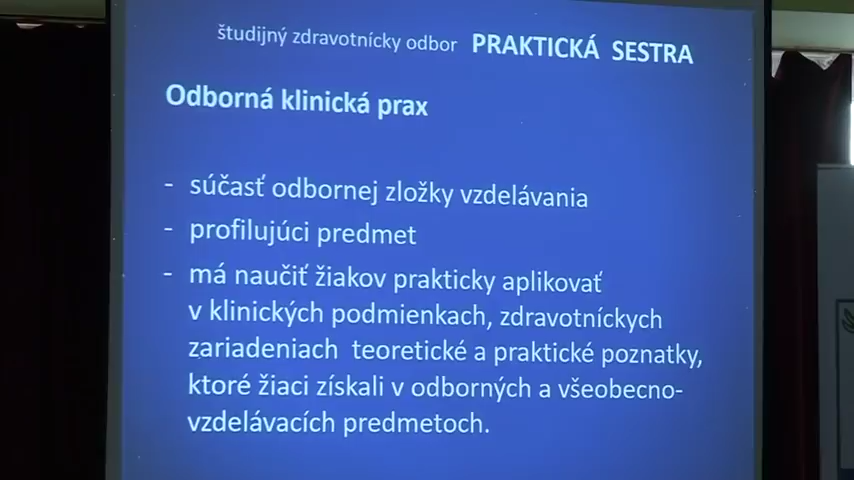 študijný zdravotnícky odbor PRAKTICKÁ SESTRA
Odborná klinická prax
- súčasť odbornej zložky vzdelávania
- profilujúci predmet
- má naučiť žiakov prakticky aplikovať
v klinických podmienkach, zdravotníckych
zariadeniach teoretické a praktické poznatky,
ktoré žiaci získali v odborných a všeobecno-
vzdelávacích predmetoch.